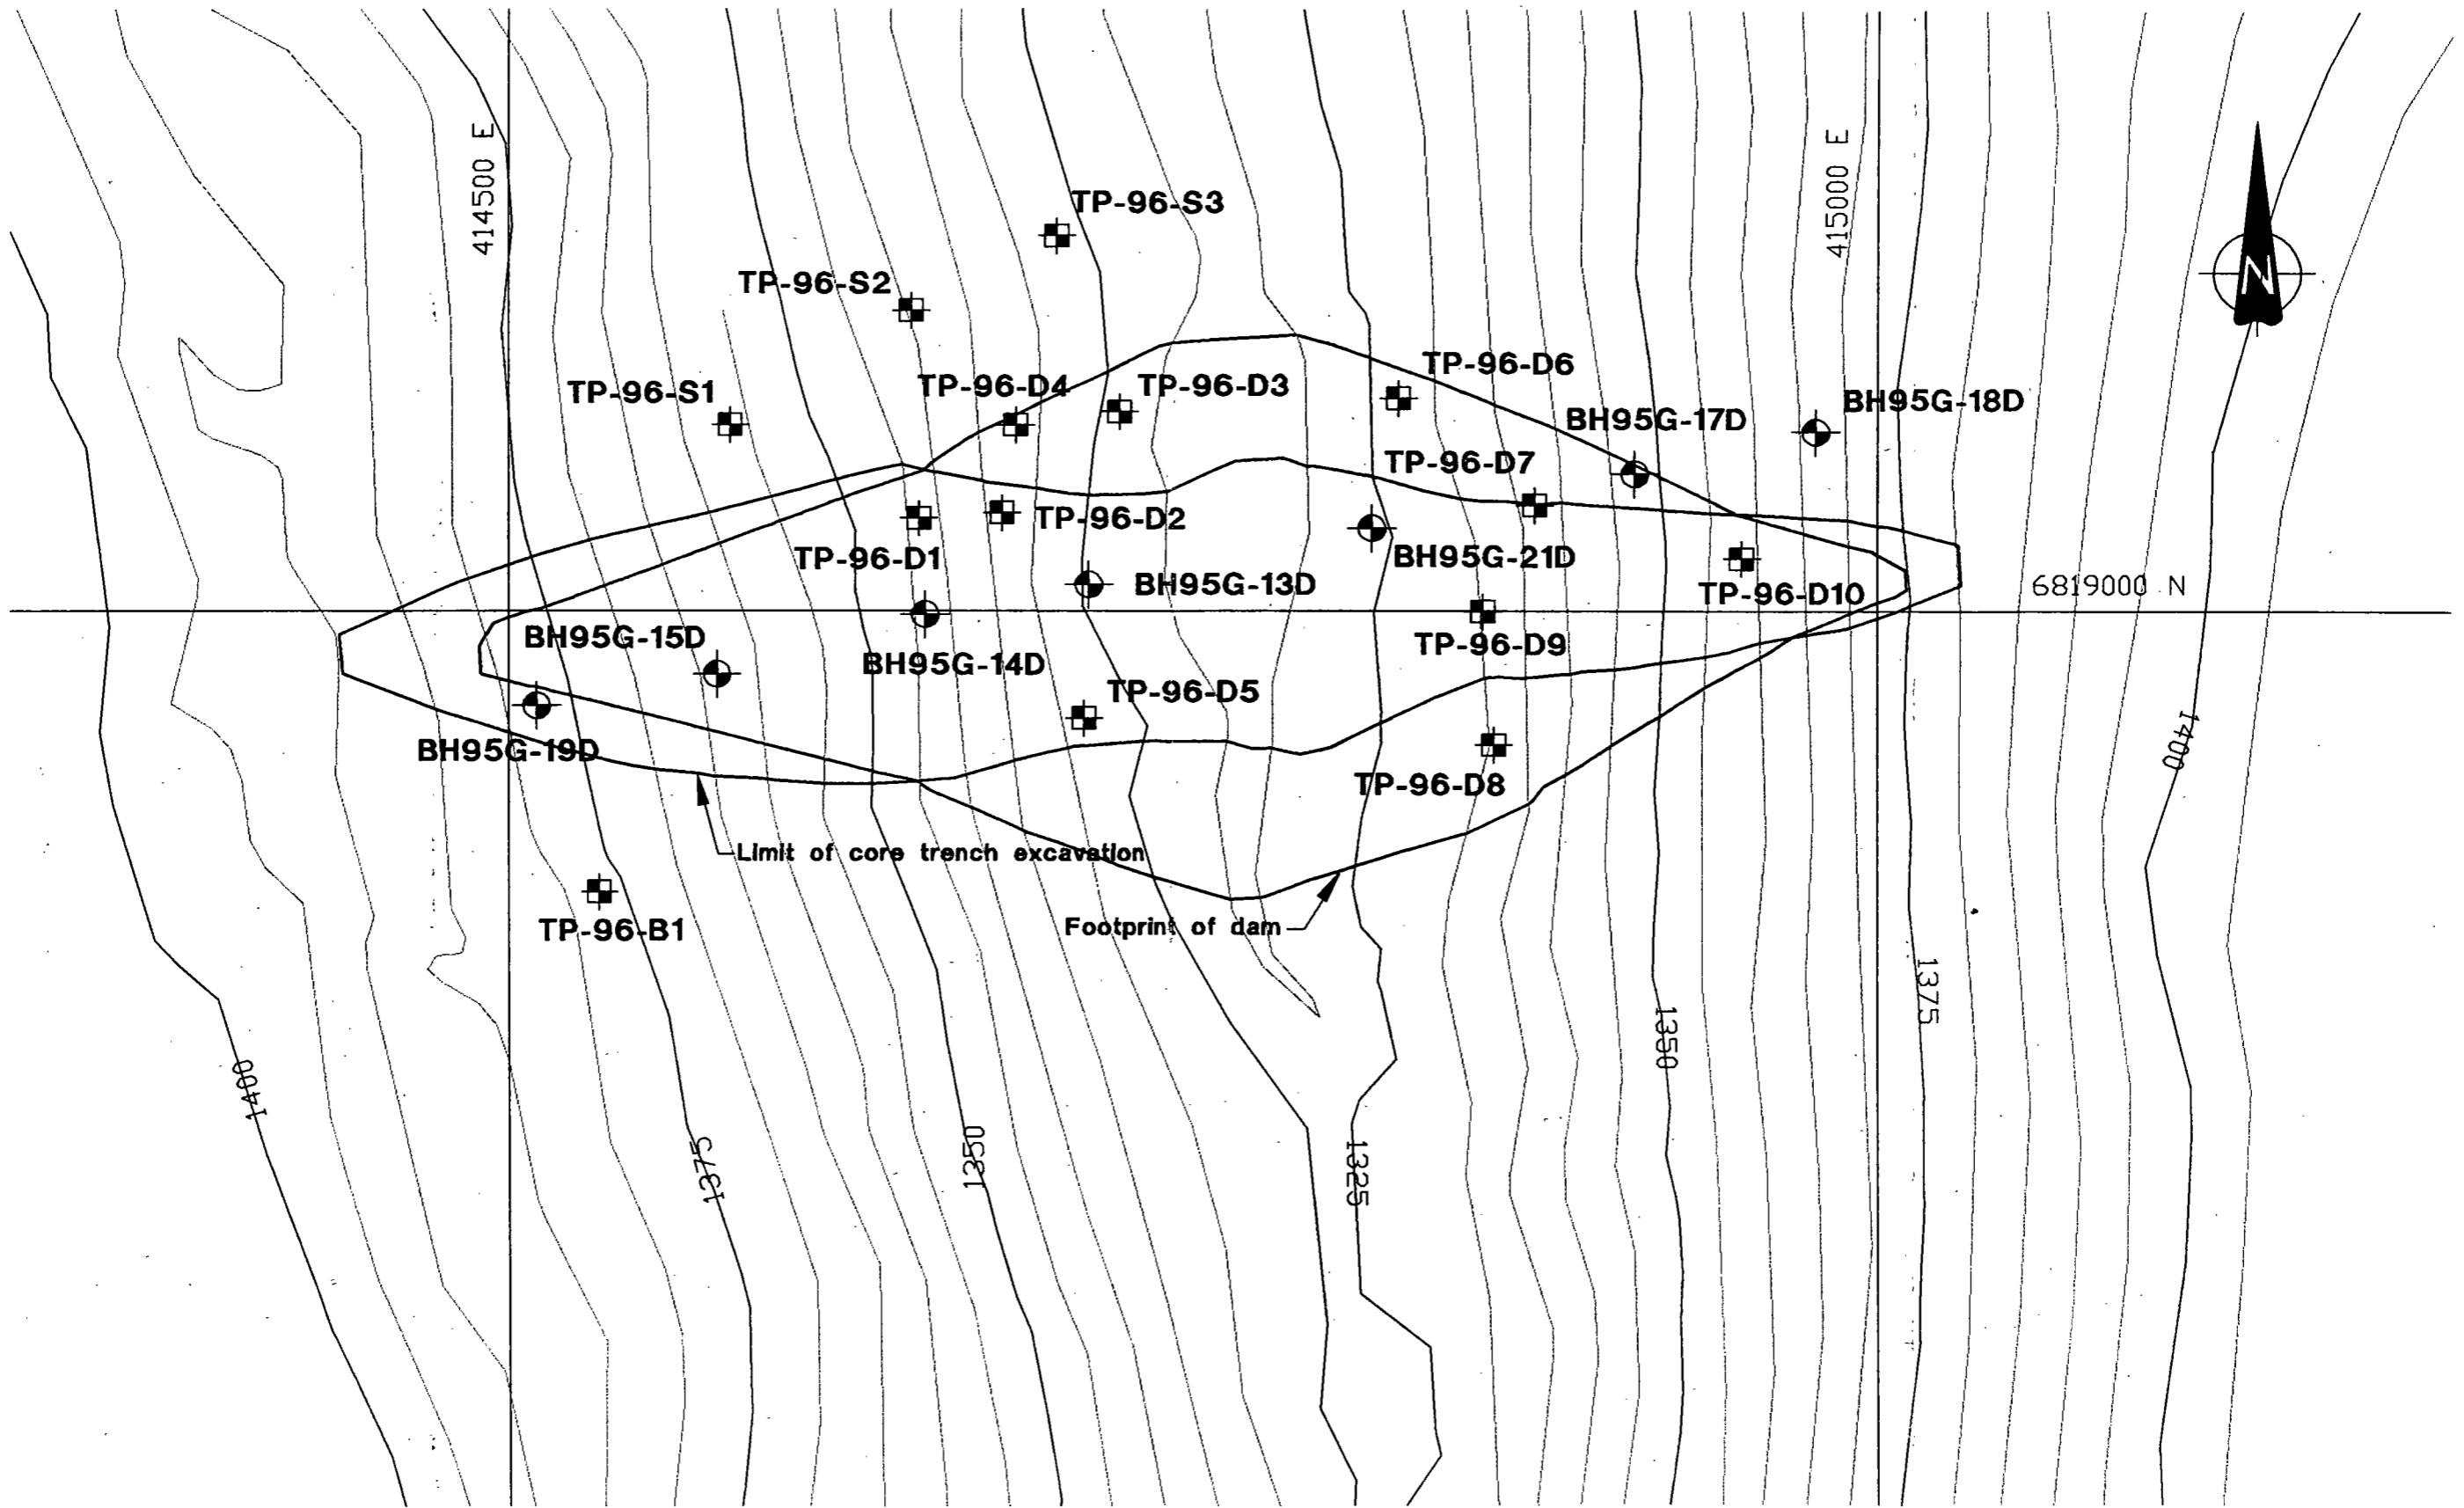 414500 E
415000 E
TP-96-S3
TP-96-S2
N
TP-96-D6
TP-96-S1
TP-96-D4
TP-96-D3
BH95G-18D
BH95G-17D
TP-96-D7
TP-96-D2
TP-96-D1
BH95G-21D
BH95G-13D
6819000 N
TP-96-D10
BH95G-15D
TP-96-D9
BH95G-14D
TP-96-D5
BH95G-19D
1400
TP-96-D8
Limit of core trench excavation
TP-96-B1
Footprint of dam
1375
1350
1400
1375
1350
1325